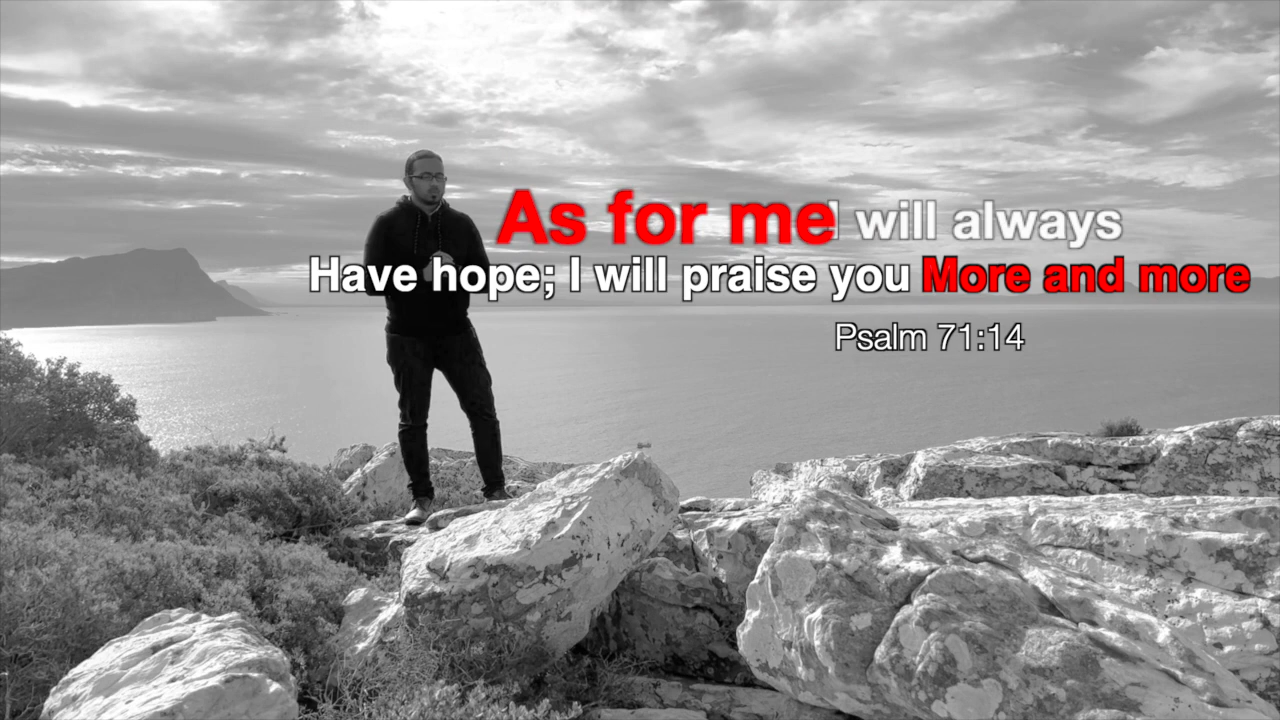 As for me I will always
Have hope; I will praise you More and more
Psalm 71:14